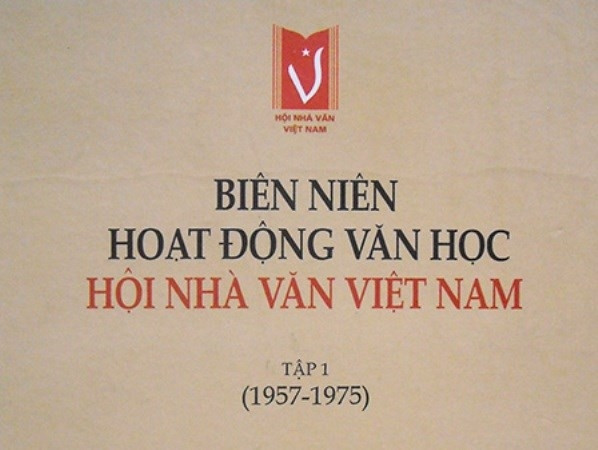 HỘI NHÀ VĂN
VIỆT NAM
BIÊN NIÊN
HOẠT ĐỘNG VĂN HỌC
HỘI NHÀ VĂN VIỆT NAM
TẬP 1
(1957-1975)